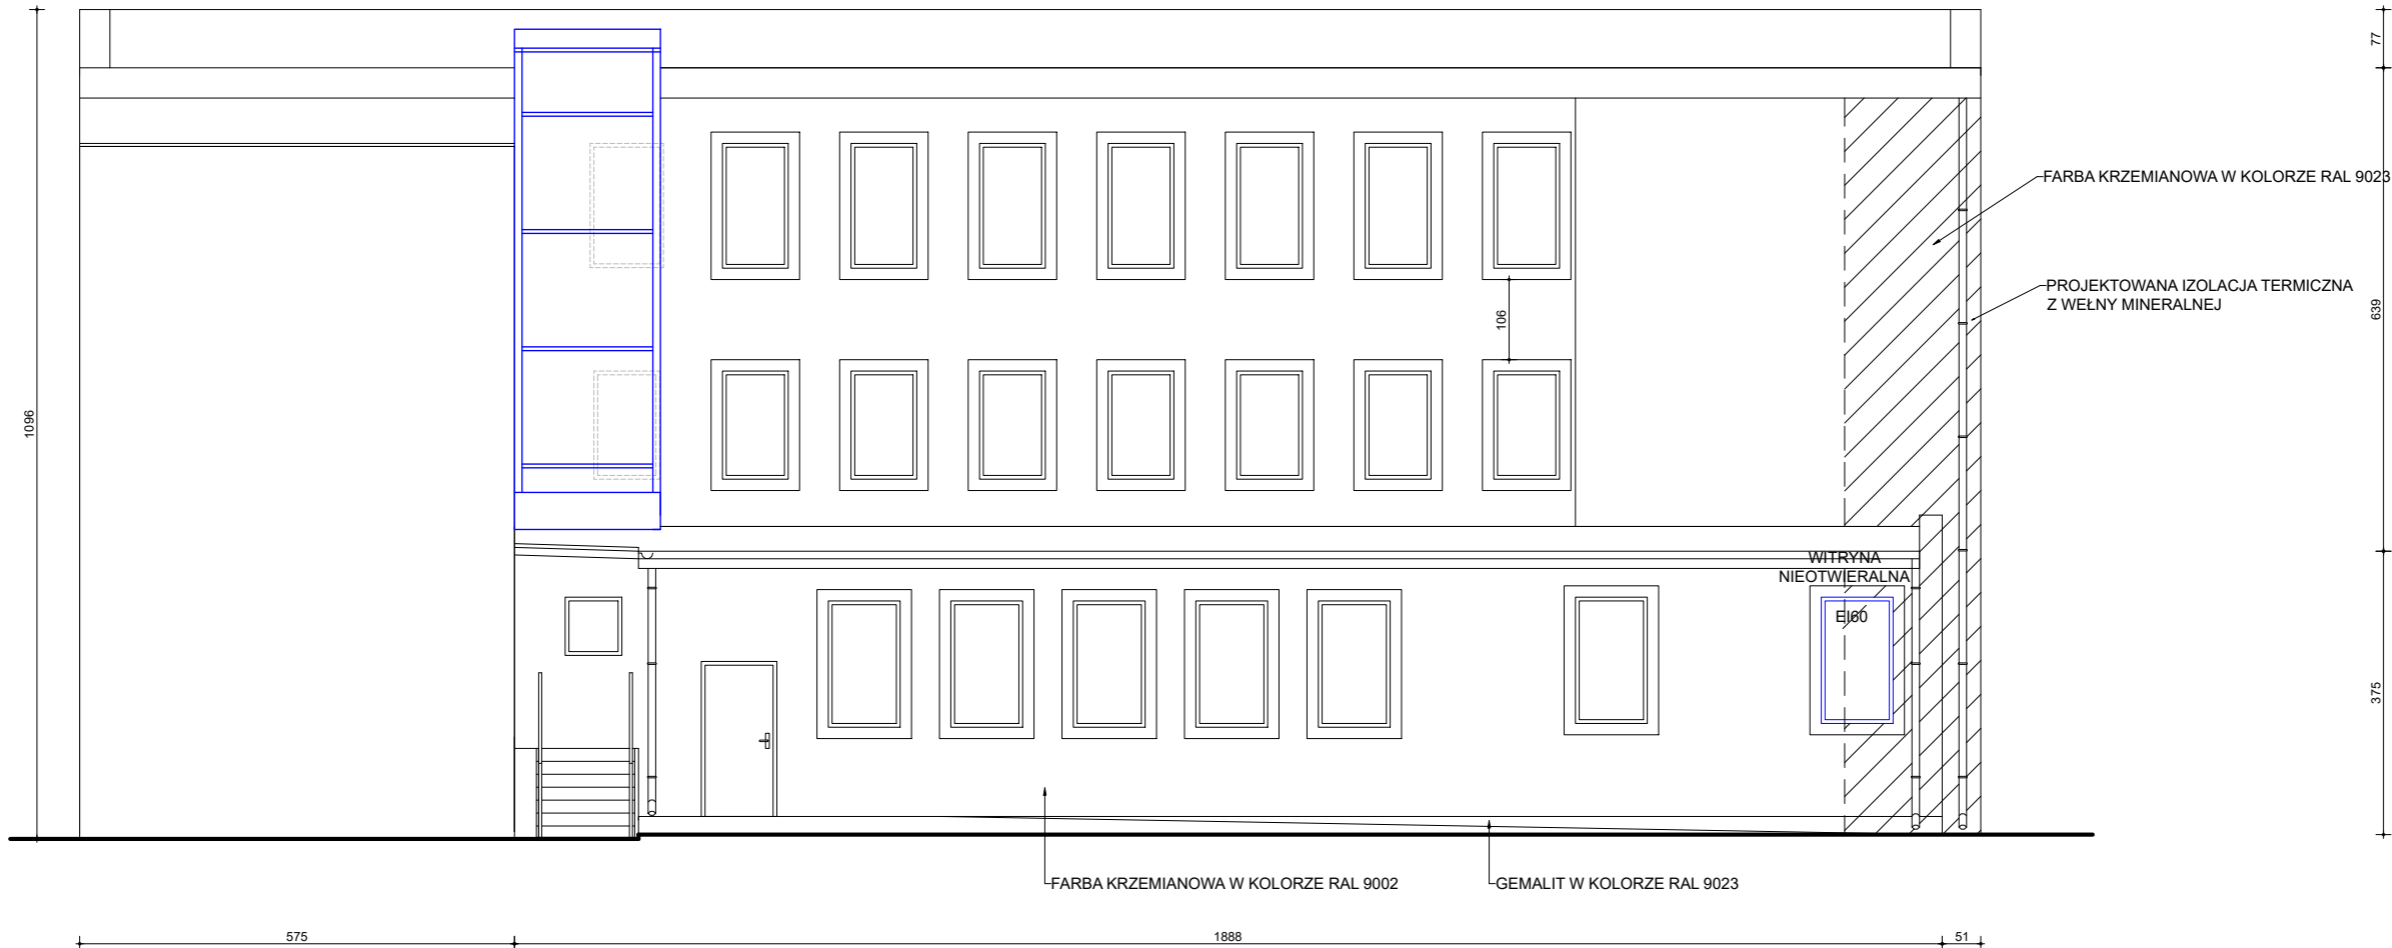 77
FARBA KRZEMIANOWA W KOLORZE RAL 9023
PROJEKTOWANA IZOLACJA TERMICZNA
Z WEŁNY MINERALNEJ
639
106
1096
WITRYNA
NIEOTWIERALNA
EI60
375
FARBA KRZEMIANOWA W KOLORZE RAL 9002
GEMALIT W KOLORZE RAL 9023
575
1888
51